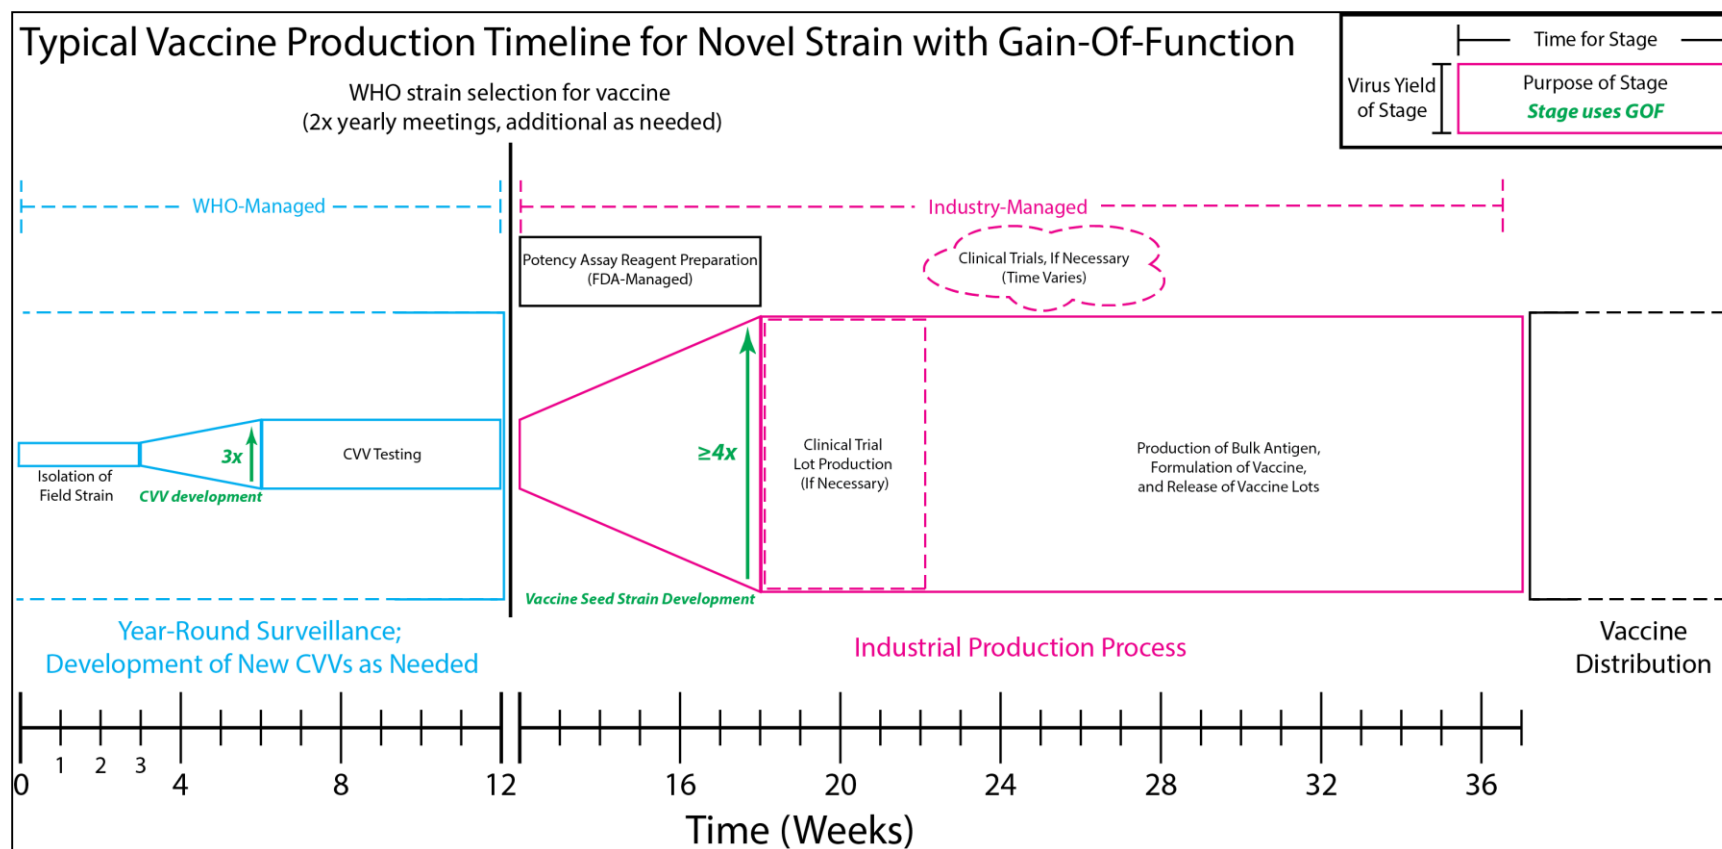 Typical Vaccine Production Timeline for Novel Strain with Gain-Of-Function
Time for Stage
Virus Yield
of Stage
Purpose of Stage
Stage uses GOF
WHO strain selection for vaccine
(2x yearly meetings, additional as needed)
WHO-Managed
Industry-Managed
Potency Assay Reagent Preparation
(FDA-Managed)
Clinical Trials, If Necessary
(Time Varies)
Isolation of
Field Strain
3x
CVV development
CVV Testing
≥4x
Vaccine Seed Strain Development
Clinical Trial
Lot Production
(If Necessary)
Production of Bulk Antigen,
Formulation of Vaccine,
and Release of Vaccine Lots
Year-Round Surveillance;
Development of New CVVs as Needed
Industrial Production Process
Vaccine
Distribution
0 1 2 3 4 8 12 16 20 24 28 32 36
Time (Weeks)